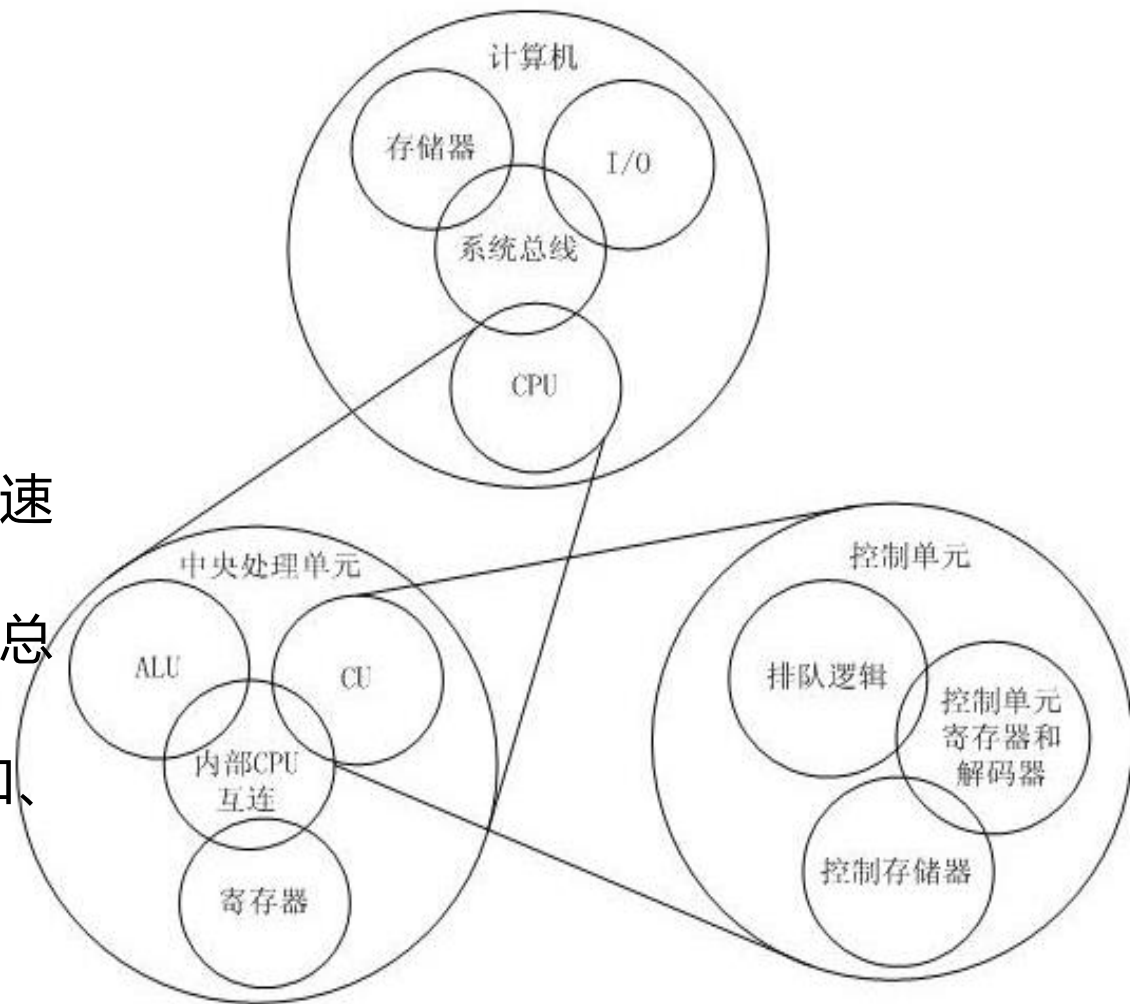 计算机
存储器
I/O
系统总线
CPU
速
总
中央处理单元
ALU
CU
内部CPU
互连
寄存器
控制单元
排队逻辑
控制单元
寄存器和
解码器
控制存储器